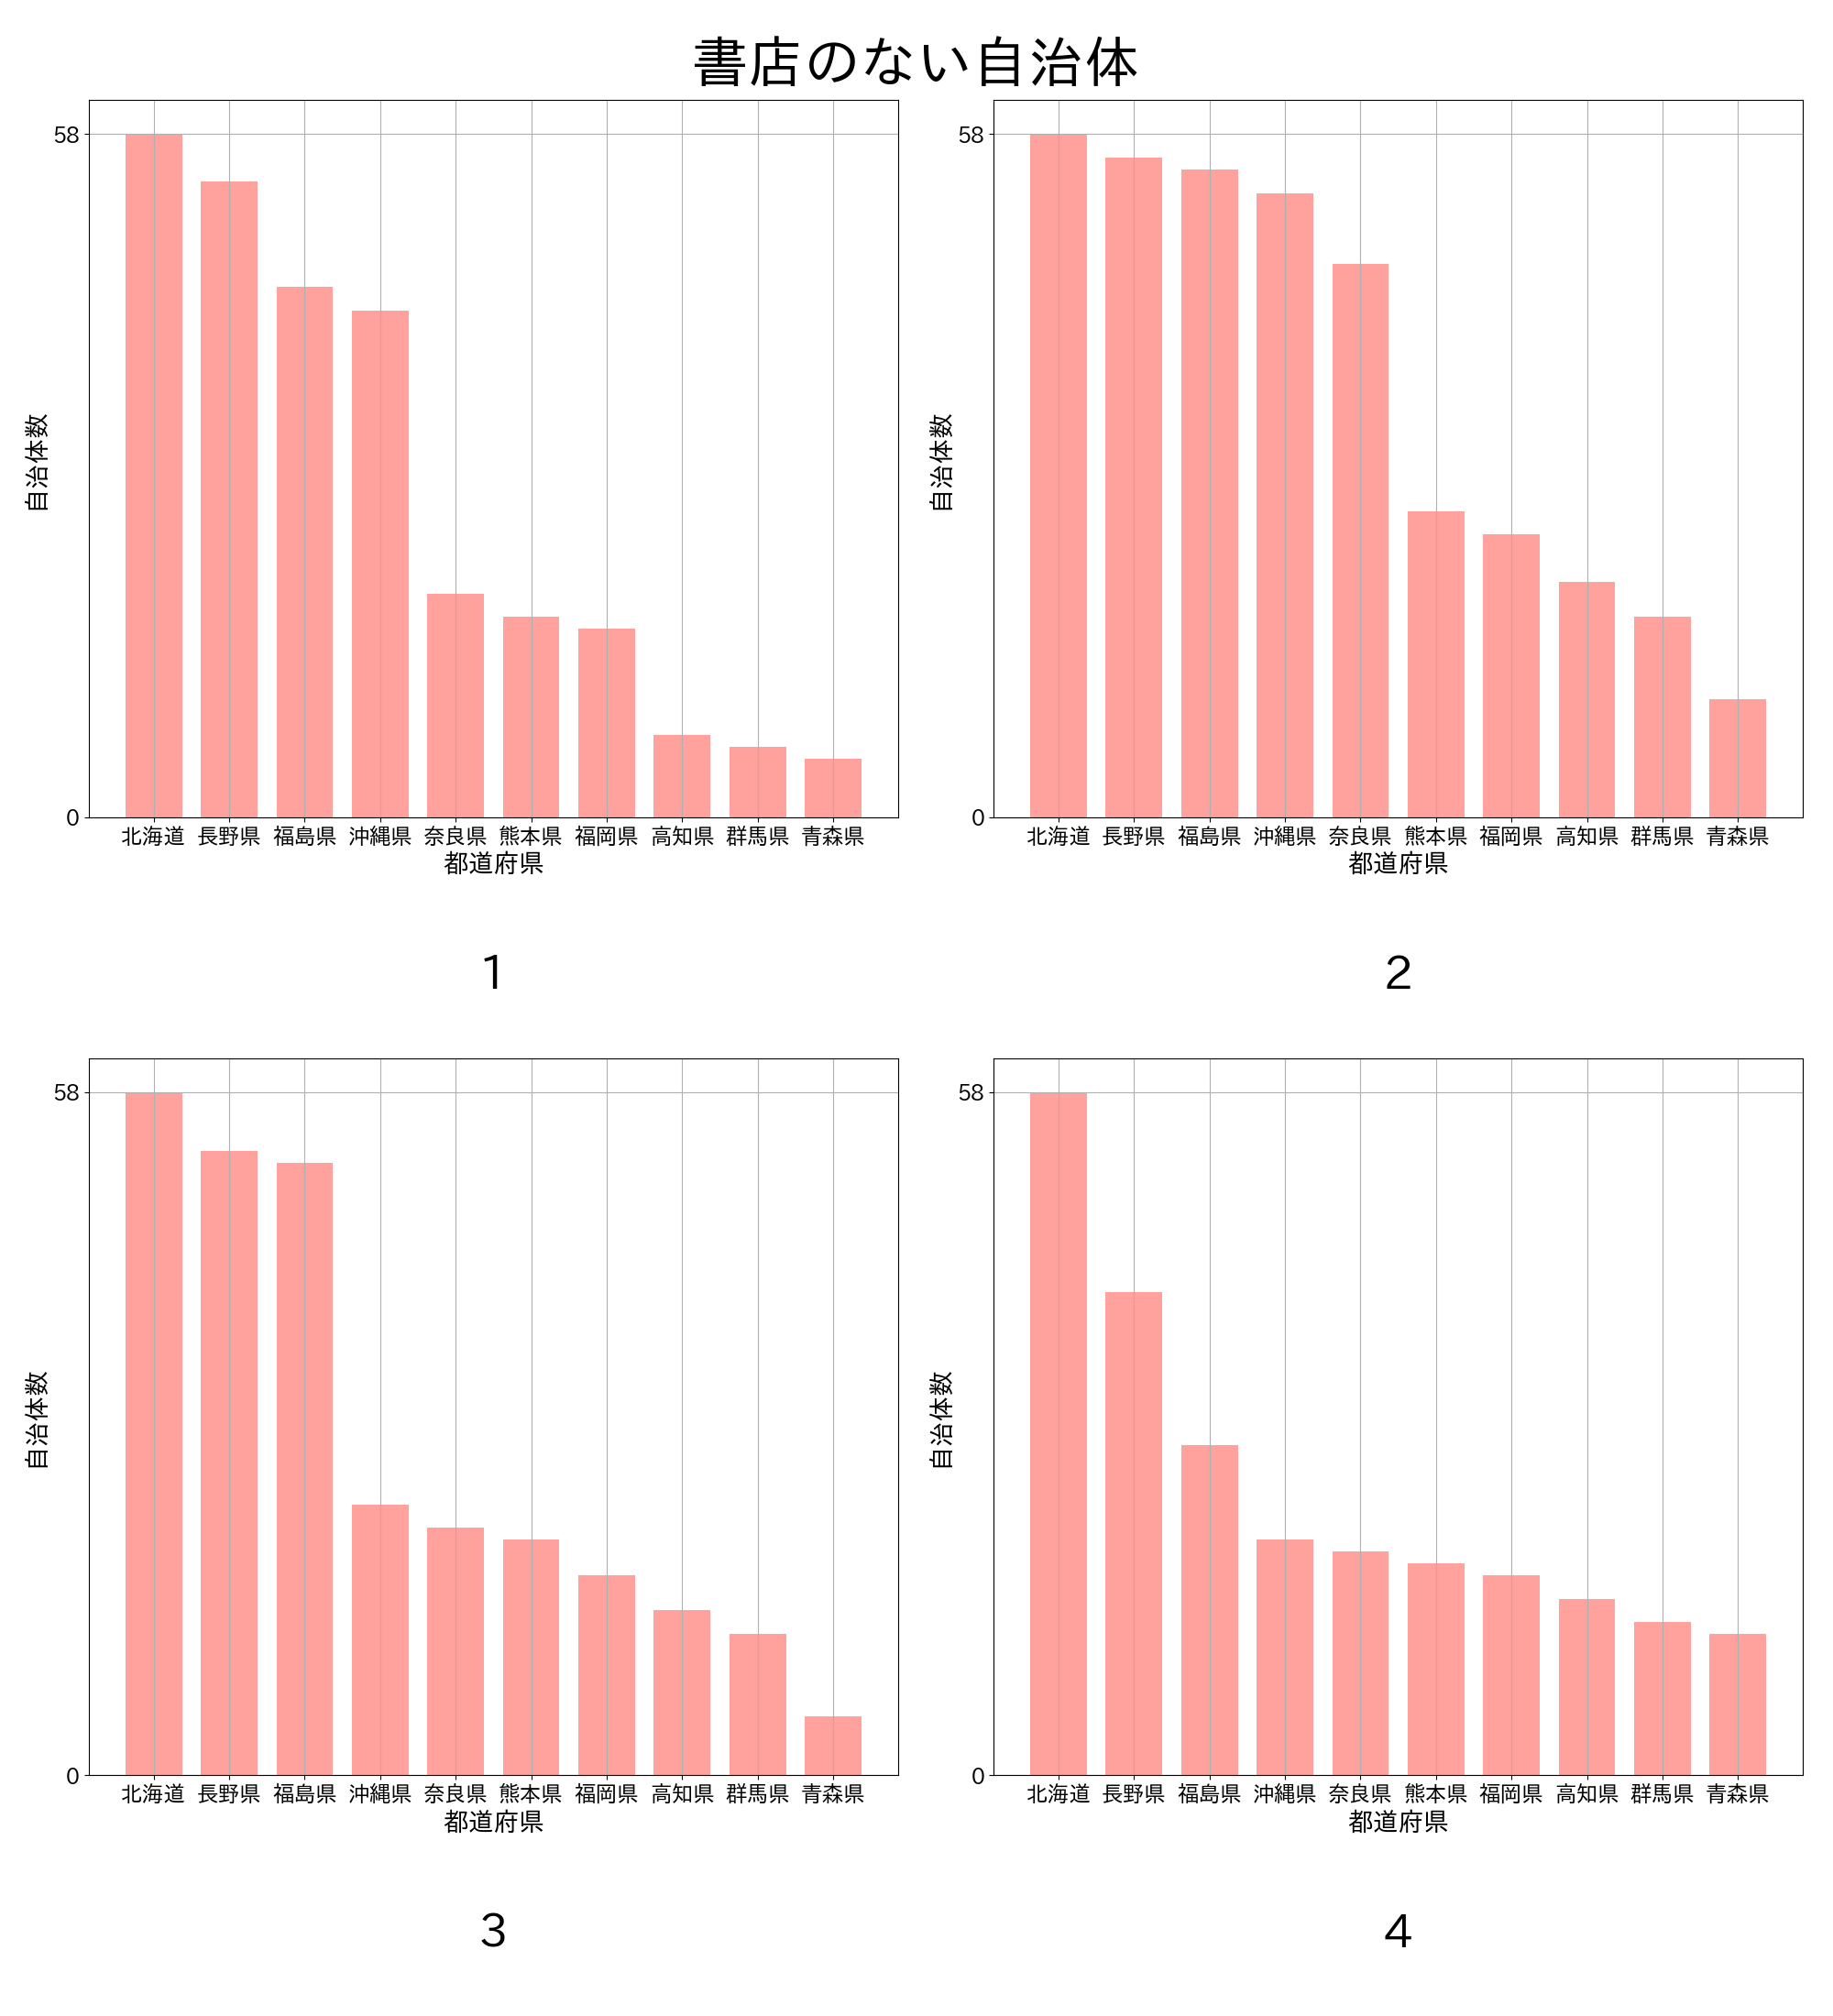 書店のない自治体
58
0
自治体数
北海道 長野県 福島県 沖縄県 奈良県 熊本県 福岡県 高知県 群馬県 青森県
都道府県
1
58
0
自治体数
北海道 長野県 福島県 沖縄県 奈良県 熊本県 福岡県 高知県 群馬県 青森県
都道府県
2
58
0
自治体数
北海道 長野県 福島県 沖縄県 奈良県 熊本県 福岡県 高知県 群馬県 青森県
都道府県
3
58
0
自治体数
北海道 長野県 福島県 沖縄県 奈良県 熊本県 福岡県 高知県 群馬県 青森県
都道府県
4